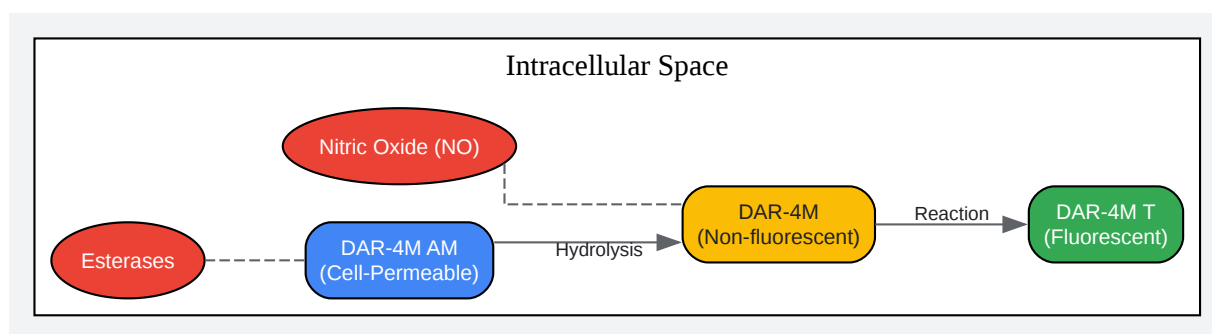 Intracellular Space
Nitric Oxide (NO)
Esterases
DAR-4M AM
(Cell-Permeable)
Hydrolysis
DAR-4M
(Non-fluorescent)
Reaction
DAR-4M T
(Fluorescent)